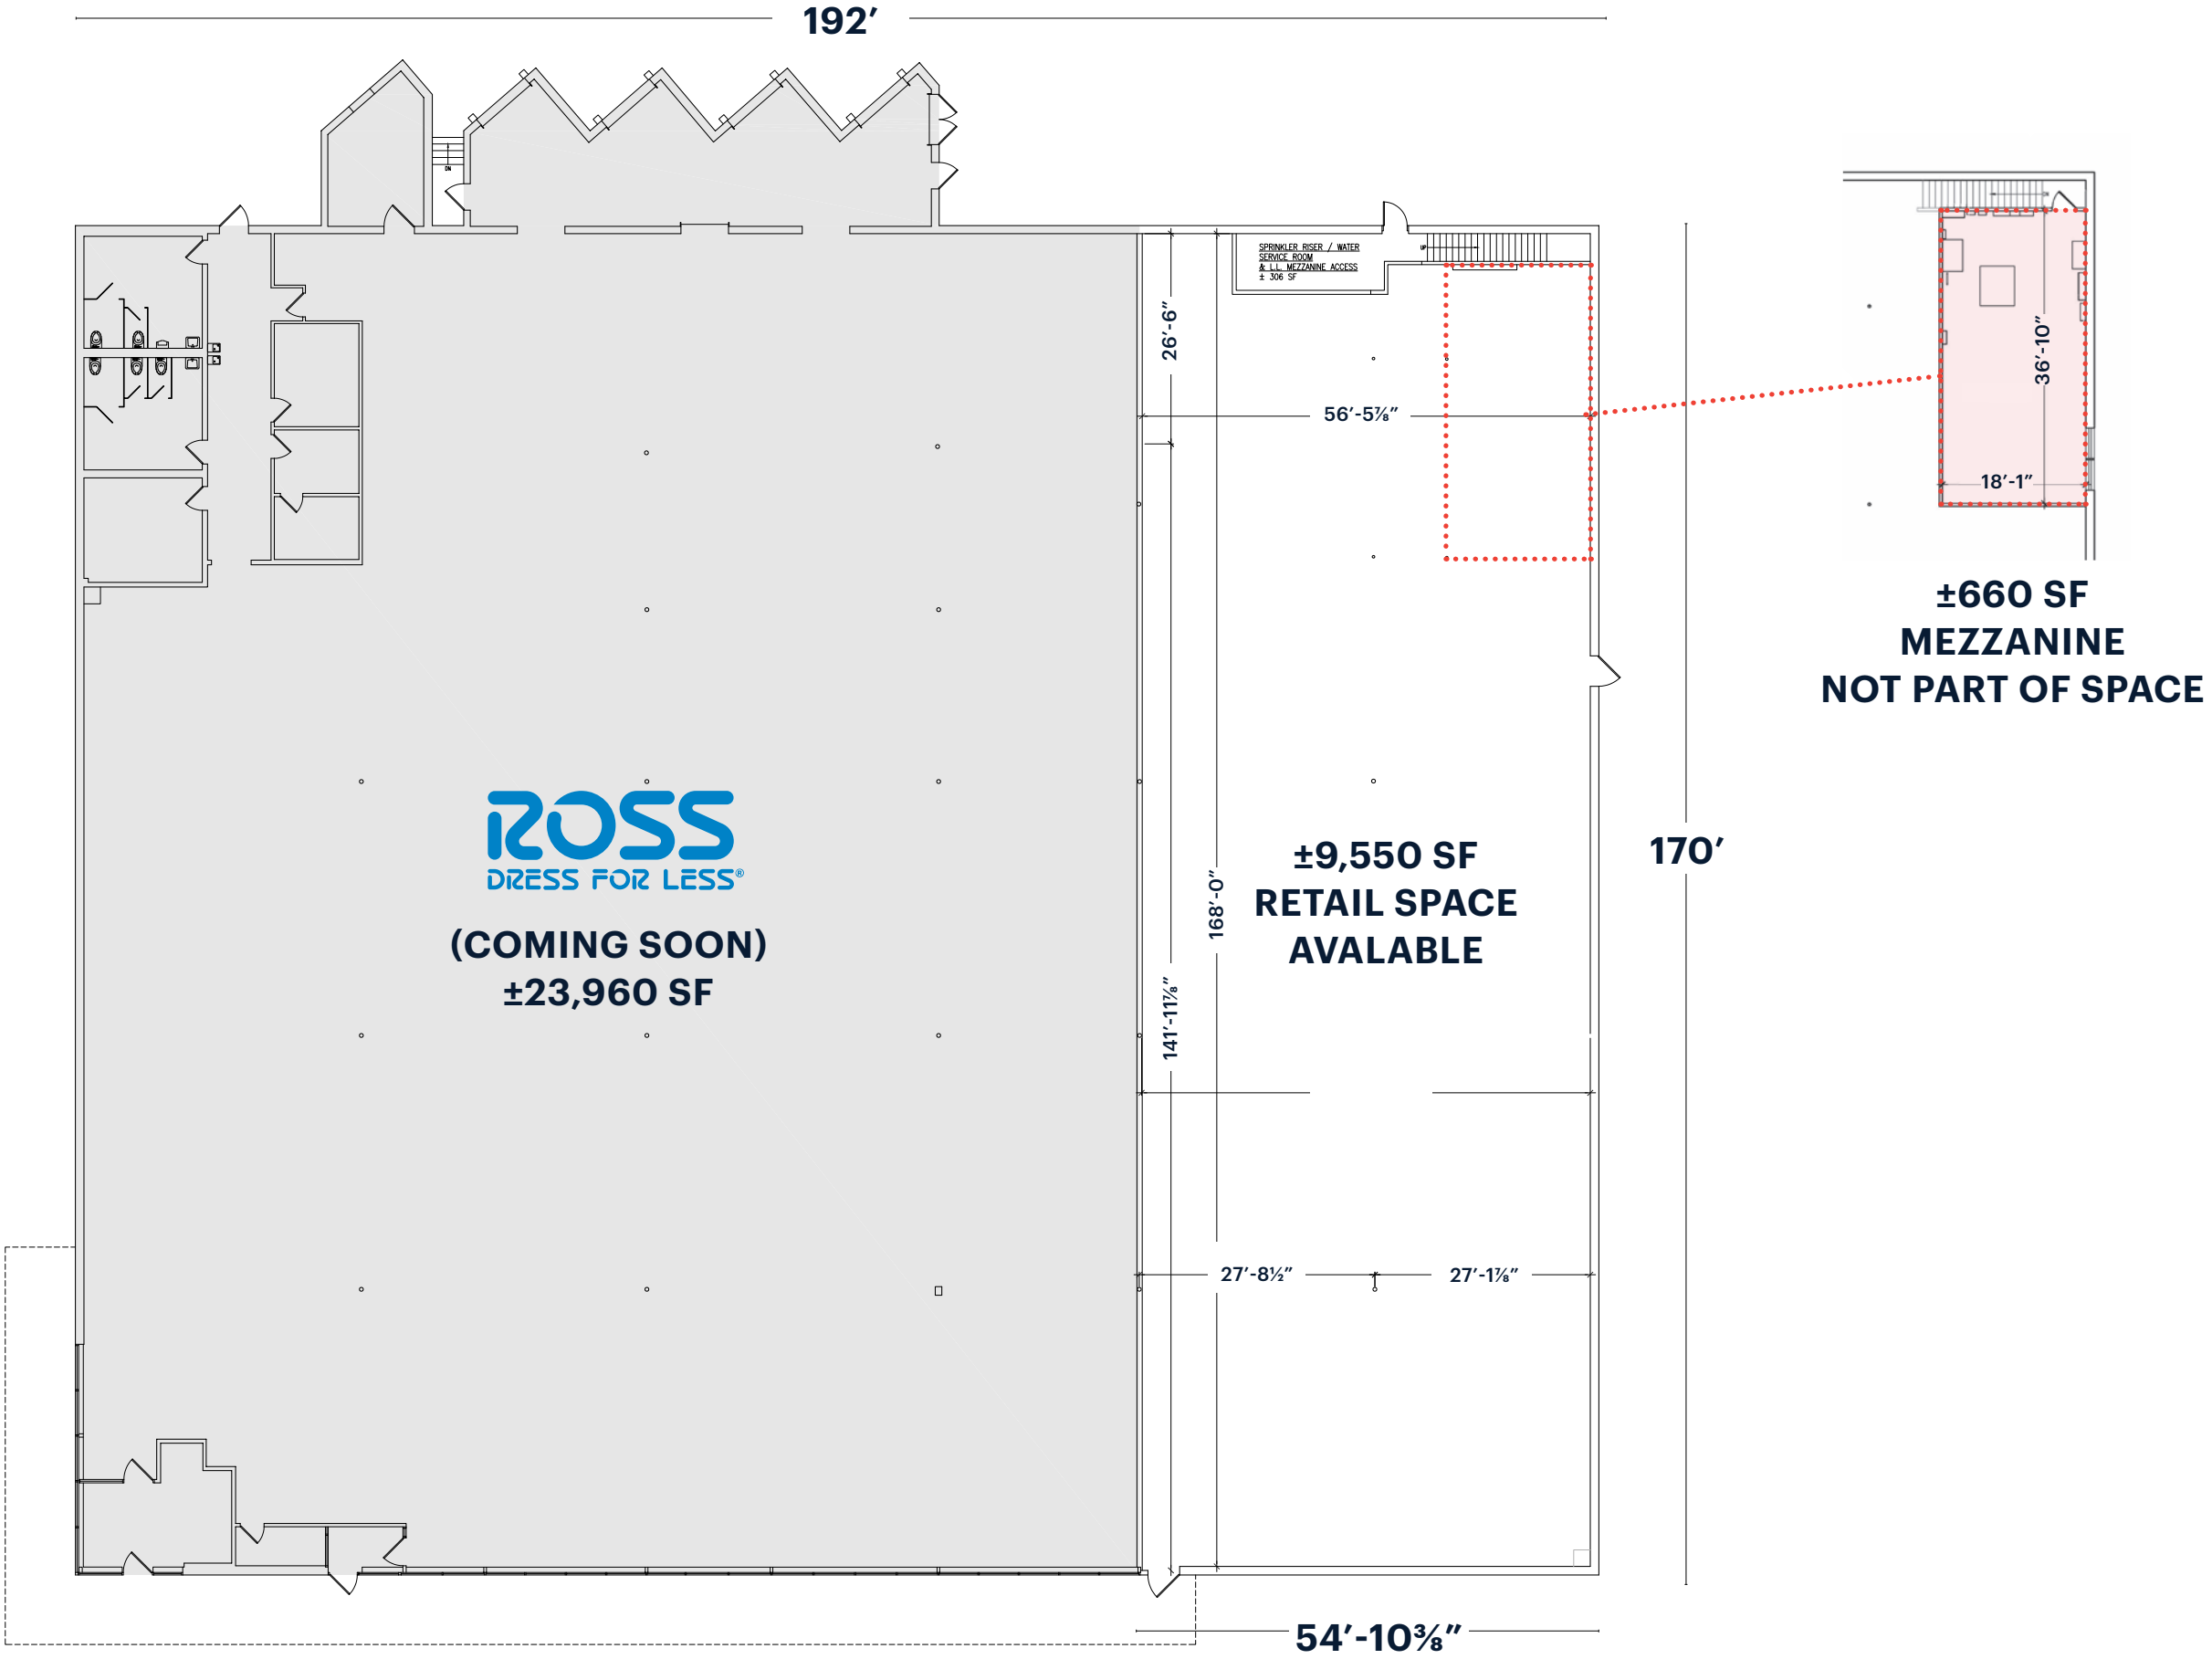 192’
DN
SPRINKLER RISER / WATER
SERVICE ROOM
& L.L. MEZZANINE ACCESS
± 306 SF
UP
26’-6”
56’-5⅞”
36’-10”
18’-1”
±660 SF
MEZZANINE
NOT PART OF SPACE
ROSS
DRESS FOR LESS®
(COMING SOON)
±23,960 SF
±9,550 SF
RETAIL SPACE
AVALABLE
170’
168’-0”
141’-11⅞”
27’-8½”
27’-1⅞”
54’-10⅜”